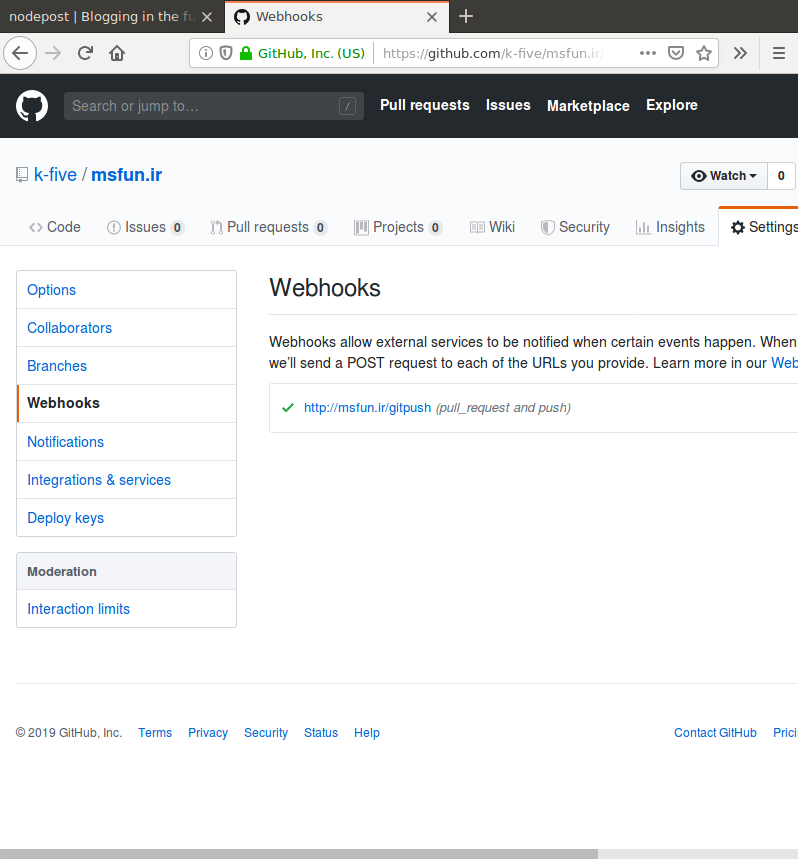 nodepost | Blogging in the fu
Webhooks
GitHub, Inc. (US) https://github.com/k-five/msfun.ir/
Search or jump to… / Pull requests Issues Marketplace Explore
k-five / msfun.ir Watch 0
Code Issues 0 Pull requests 0 Projects 0 Wiki Security Insights Settings
Options
Collaborators
Branches
Webhooks
Notifications
Integrations & services
Deploy keys
Moderation
Interaction limits
Webhooks
Webhooks allow external services to be notified when certain events happen. When
we'll send a POST request to each of the URLs you provide. Learn more in our Web
http://msfun.ir/gitpush (pull_request and push)
© 2019 GitHub, Inc. Terms Privacy Security Status Help Contact GitHub Prici